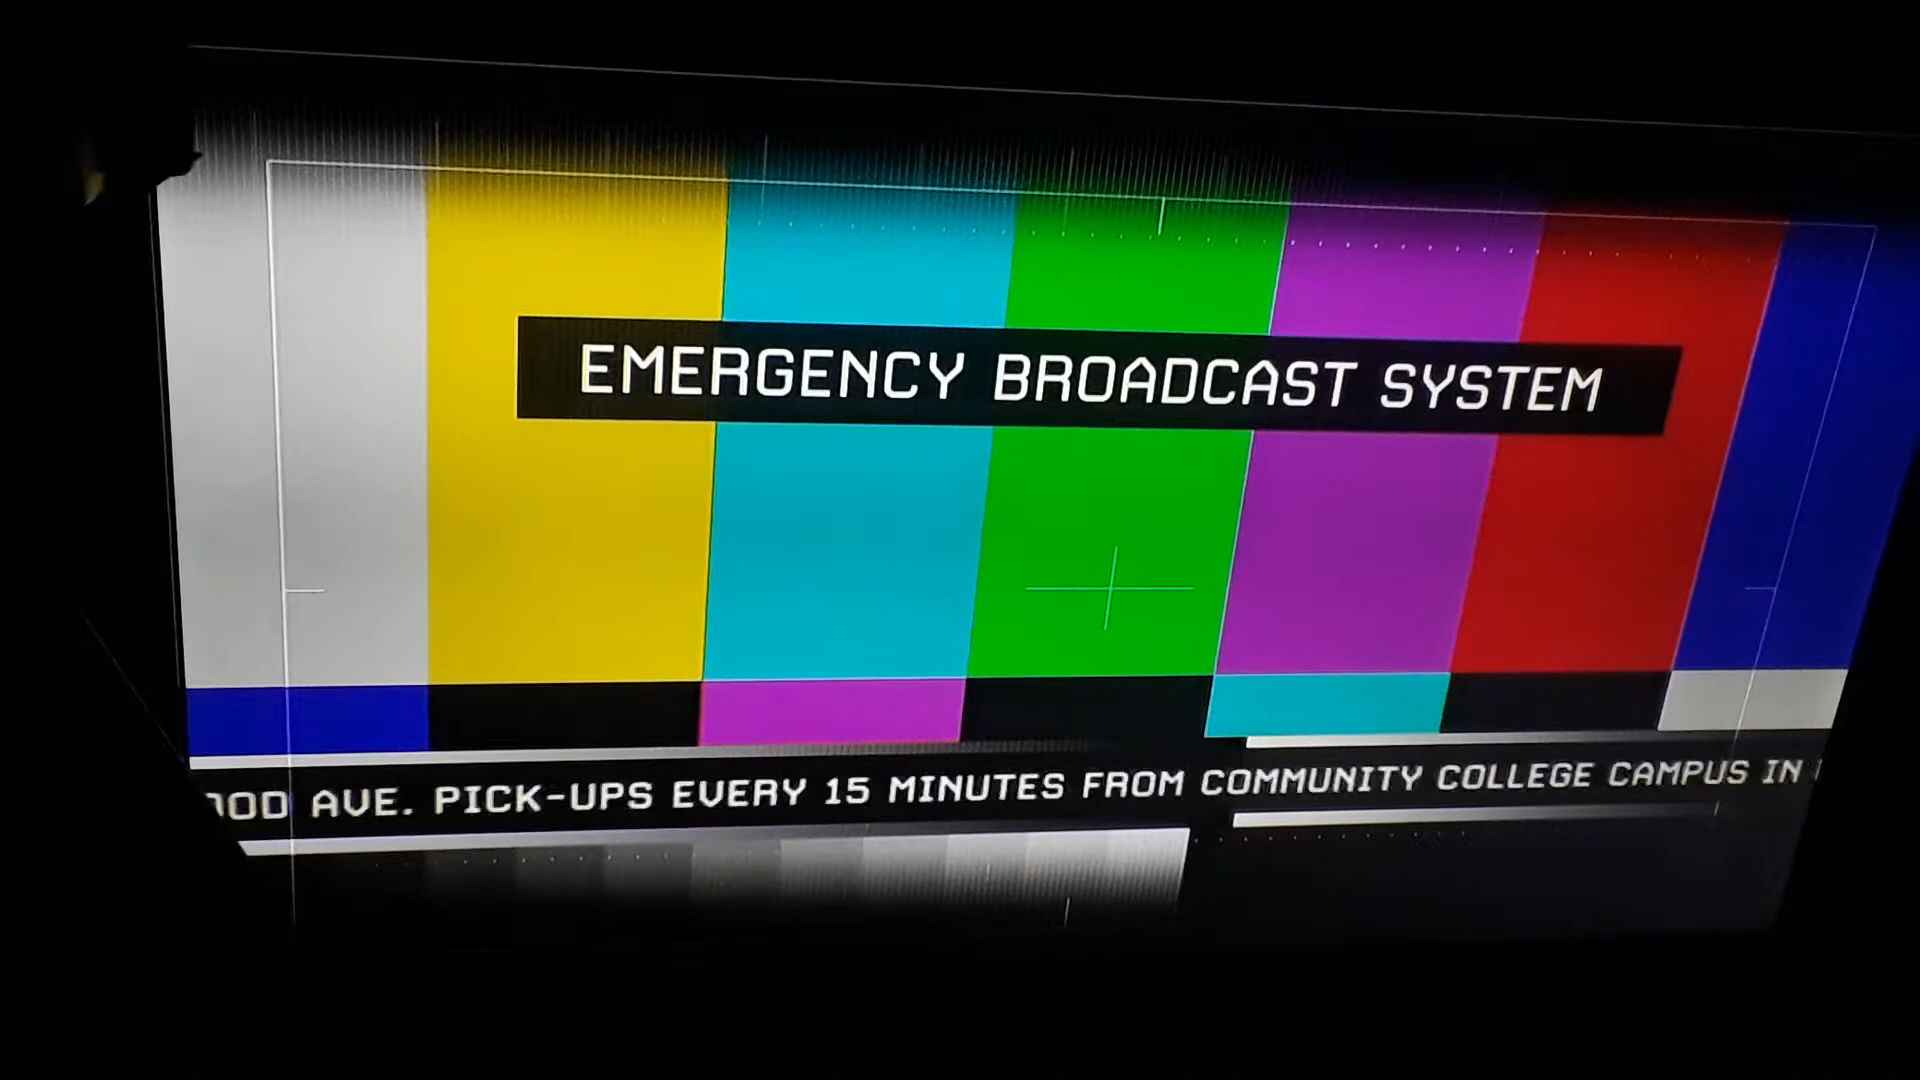 EMERGENCY BROADCAST SYSTEM
AVE. PICK-UPS EVERY 15 MINUTES FROM COMMUNITY COLLEGE CAMPUS IN